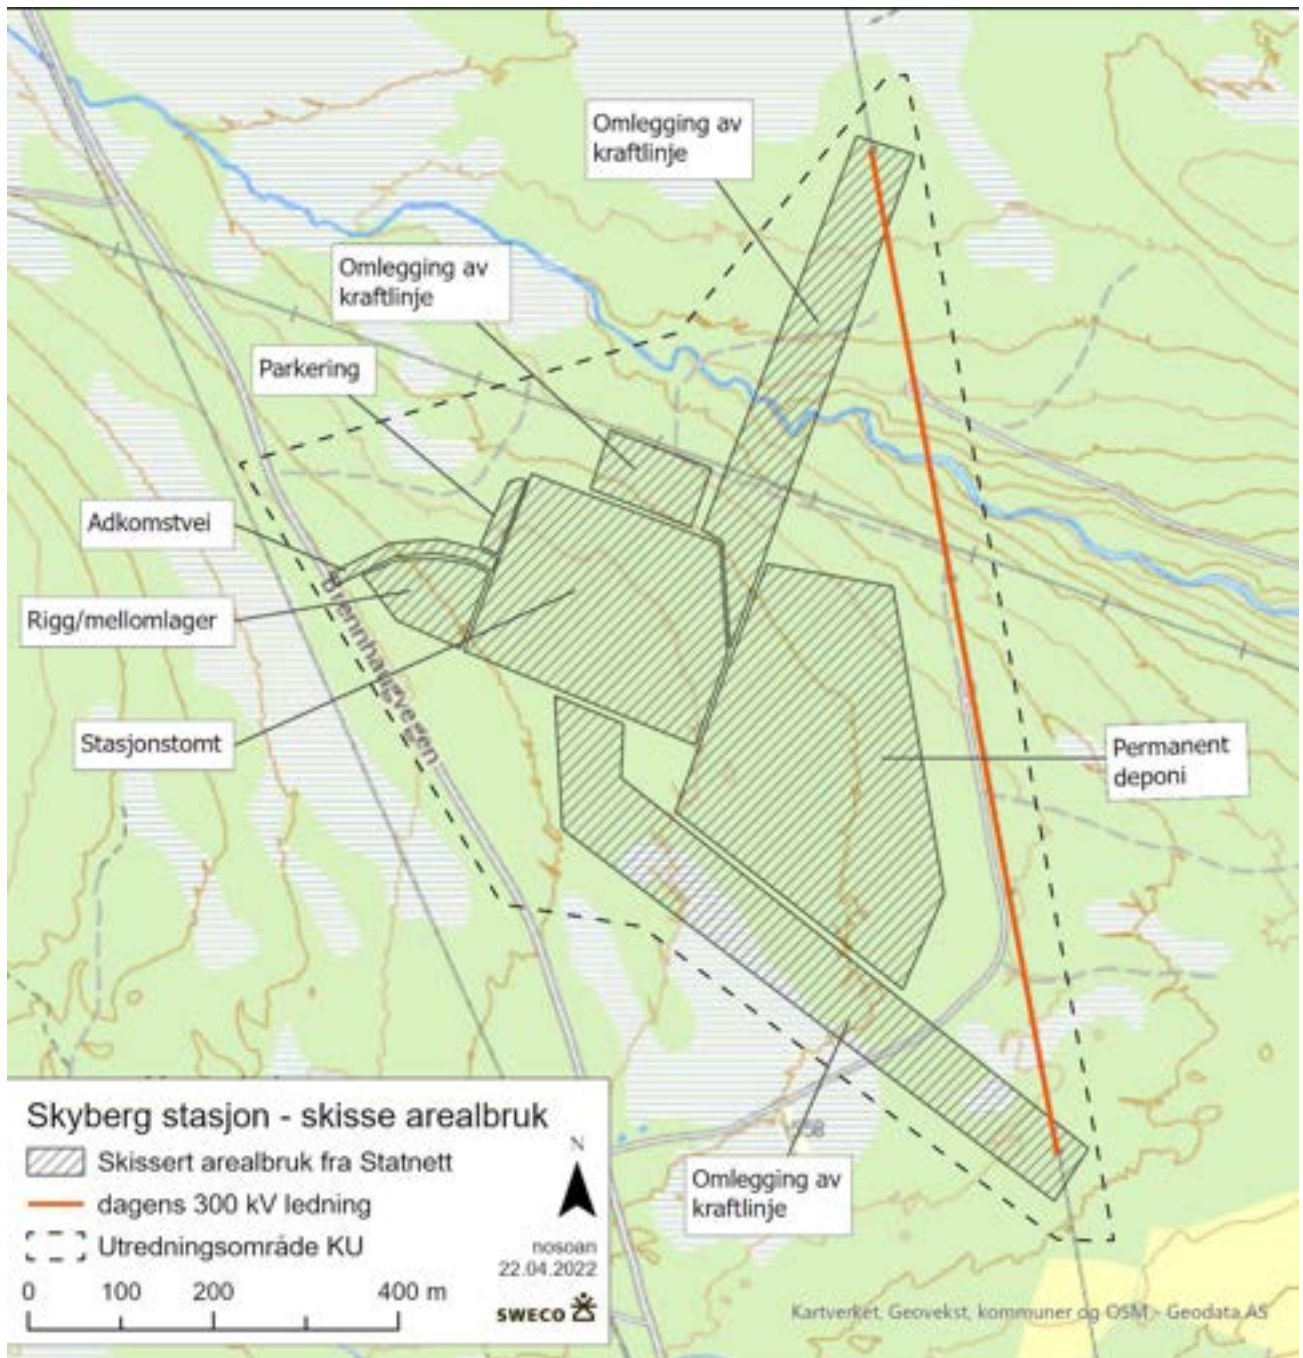 Omlegging av
kraftlinje
Omlegging av
kraftlinje
Parkering
Adkomstvei
Rigg/mellomlager
Brennhaugvegen
Stasjonstomt
Permanent
deponi
558
Omlegging av
kraftlinje
Skyberg stasjon - skisse arealbruk
Skissert arealbruk fra Statnett
dagens 300 kV ledning
Utredningsområde KU
0 100 200 400 m
N
nosoan
22.04.2022
SWECO
Kartverket, Geovekst, kommuner og OSM - Geodata AS